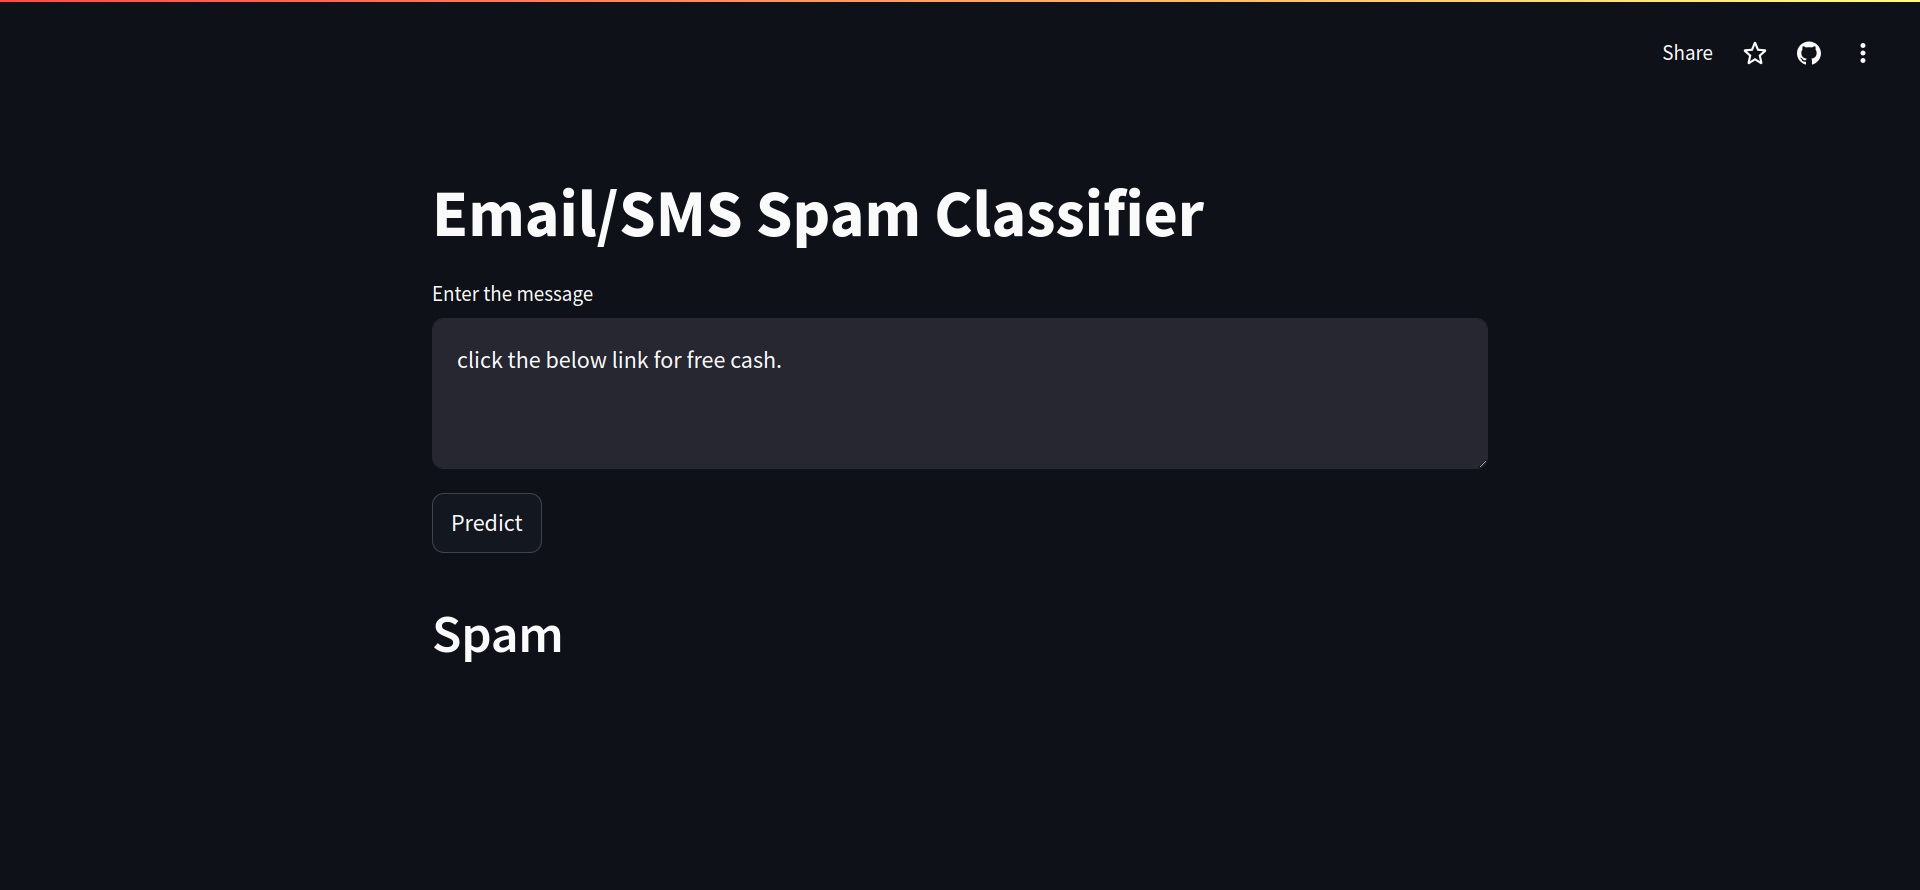 Share
Email/SMS Spam Classifier
Enter the message
click the below link for free cash.
Predict
Spam